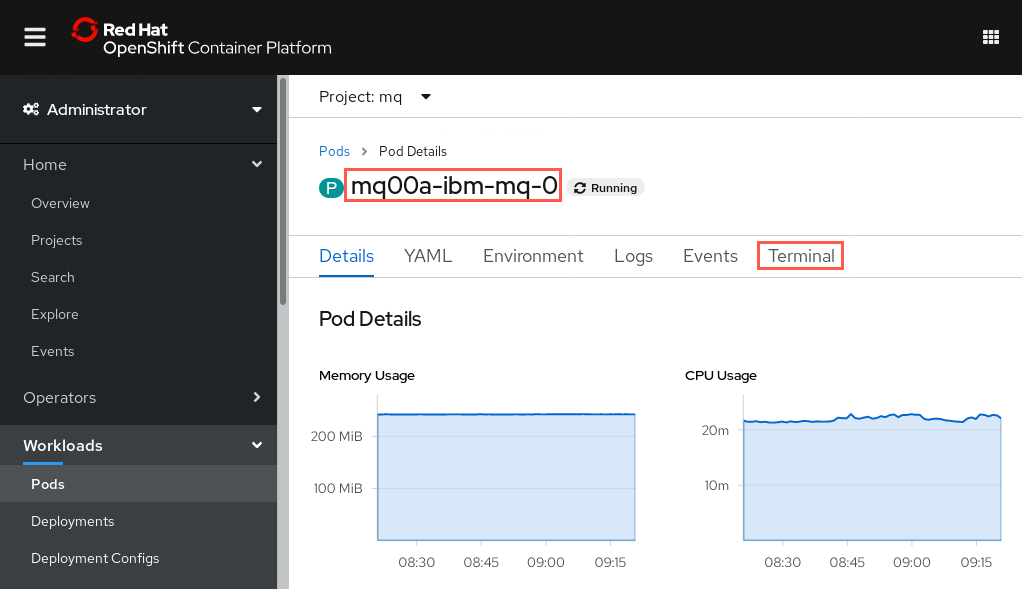 Red Hat
OpenShift Container Platform
Administrator
Home
Overview
Projects
Search
Explore
Events
Operators
Workloads
Pods
Deployments
Deployment Configs
Project: mq
Pods > Pod Details
P mq00a-ibm-mq-0 Running
Details YAML Environment Logs Events Terminal
Pod Details
Memory Usage
200 MiB
100 MiB
08:30 08:45 09:00 09:15
CPU Usage
20m
10m
08:30 08:45 09:00 09:15